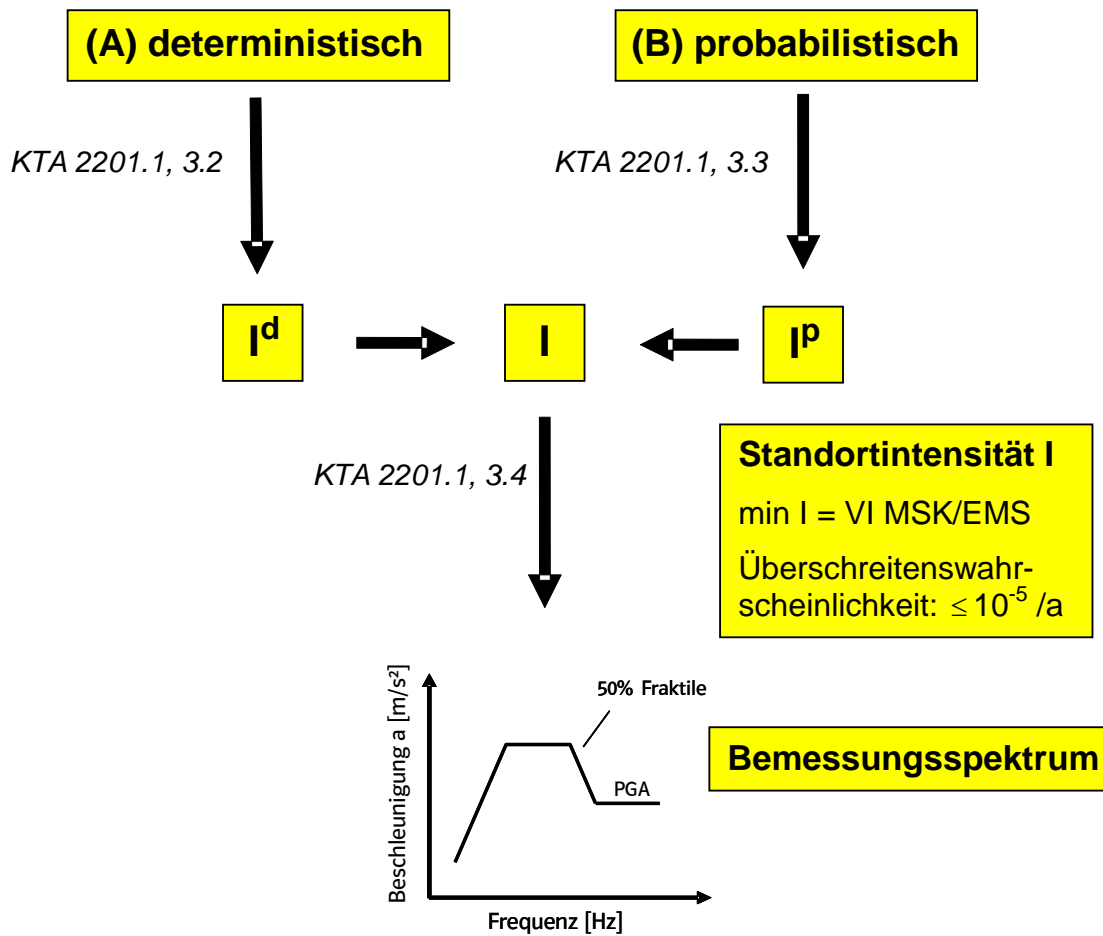 (A) deterministisch
(B) probabilistisch
KTA 2201.1, 3.2
KTA 2201.1, 3.3
I^d
I
I^p
KTA 2201.1, 3.4
Standortintensität I
min I = VI MSK/EMS
Überschreitenswahr-
scheinlichkeit: ≤ 10^-5 /a
Beschleunigung a [m/s²]
50% Fraktile
PGA
Frequenz [Hz]
Bemessungsspektrum